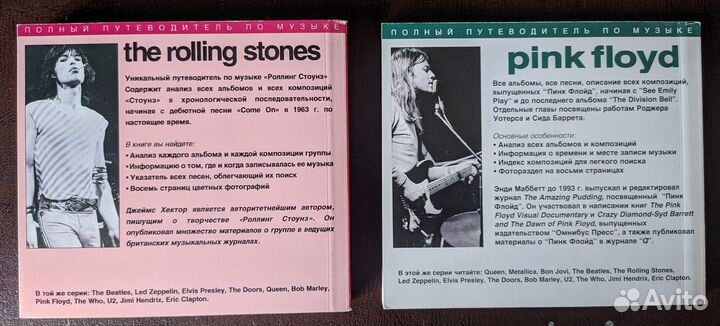 ПОЛНЫЙ ПУТЕВОДИТЕЛЬ ПО МУЗЫКЕ
the rolling stones
Уникальный путеводитель по музыке «Роллинг Стоунз»
Содержит анализ всех альбомов и всех композиций
«Стоунз» в хронологической последовательности,
начиная с дебютной песни «Come On» в 1963 г. по
настоящее время.
В книге вы найдете:
• Анализ каждого альбома и каждой композиции группы
• Информацию о том, где и когда записывалась ее музыка
• Указатель всех песен, облегчающий их поиск
• Восемь страниц цветных фотографий
Джеймс Хектор является авторитетнейшим автором,
пишущим о творчестве «Роллинг Стоунз». Он
опубликовал множество материалов о группе в ведущих
британских музыкальных журналах.
В той же серии: The Beatles, Led Zeppelin, Elvis Presley, The Doors, Queen, Bob Marley,
Pink Floyd, The Who, U2, Jimi Hendrix, Eric Clapton.
ПОЛНЫЙ ПУТЕВОДИТЕЛЬ ПО МУЗЫКЕ
pink floyd
Все альбомы, все песни, описание всех композиций,
выпущенных "Пинк Флойд", начиная с "See Emily
Play" и до последнего альбома "The Division Bell".
Отдельные главы посвящены работам Роджера
Уотерса и Сида Баррета.
Основные особенности:
• Анализ всех альбомов и композиций
• Информация о времени и месте записи музыки
• Индекс композиций для легкого поиска
• Фотораздел на восьми страницах
Энди Маббетт до 1993 г. выпускал и редактировал
журнал The Amazing Pudding, посвященный "Пинк
Флойд". Он участвовал в написании книг The Pink
Floyd Visual Documentary и Crazy Diamond-Syd Barrett
and The Dawn of Pink Floyd, выпущенных
издательством "Омнибус Пресс", а также публиковал
материалы о "Пинк Флойд" в журнале "Q".
В этой же серии читайте: Queen, Metallica, Bon Jovi, The Beatles, The Rolling Stones,
Led Zeppelin, Elvis Presley, The Doors, Bob Marley, U2, The Who, Jimi Hendrix, Eric Clapton.
Avito